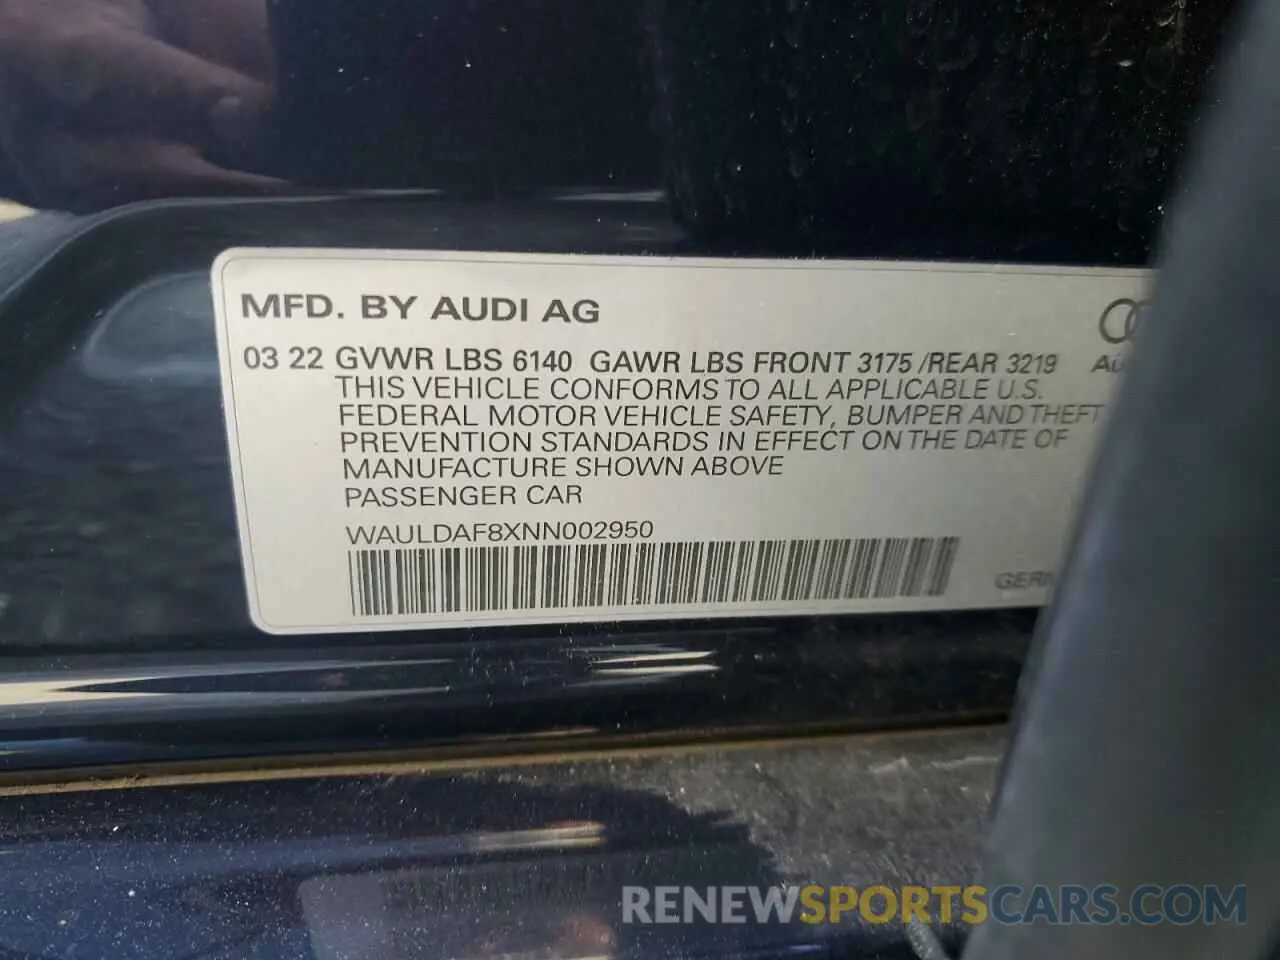 MFD. BY AUDI AG
03 22 GVWR LBS 6140 GAWR LBS FRONT 3175 /REAR 3219
THIS VEHICLE CONFORMS TO ALL APPLICABLE U.S.
FEDERAL MOTOR VEHICLE SAFETY, BUMPER AND THEFT
PREVENTION STANDARDS IN EFFECT ON THE DATE OF
MANUFACTURE SHOWN ABOVE
PASSENGER CAR
WAULDAF8XNN002950
RENEWSPORTSCARS.COM